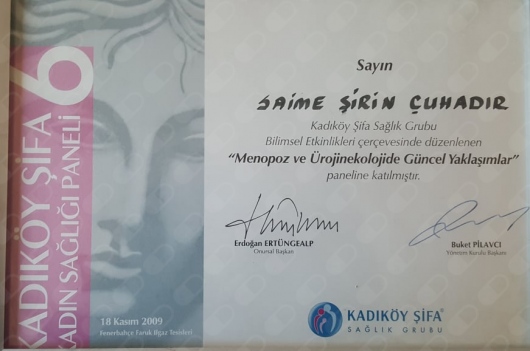 KADIKÖY ŞİFA
KADIN SAĞLIĞI PANELİ
6
Sayın
SAİME ŞİRİN ÇUHADIR
Kadıköy Şifa Sağlık Grubu
Bilimsel Etkinlikleri çerçevesinde düzenlenen
“Menopoz ve Ürojinekolojide Güncel Yaklaşımlar”
paneline katılmıştır.
Erdoğan ERTÜNGEALP
Onursal Başkan
Buket PİLAVCI
Yönetim Kurulu Başkanı
18 Kasım 2009
Fenerbahçe Faruk Ilgaz Tesisleri
KADIKÖY ŞİFA
SAĞLIK GRUBU